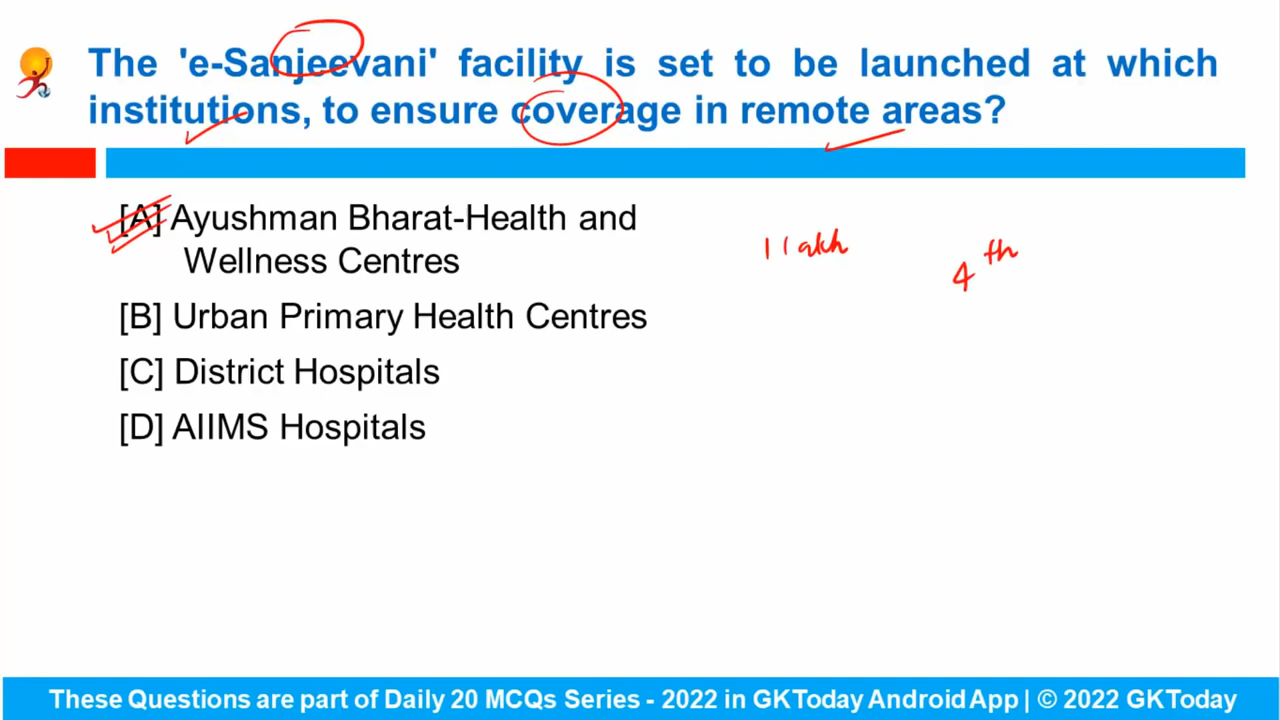 The 'e-Sanjeevani' facility is set to be launched at which
institutions, to ensure coverage in remote areas?
[A] Ayushman Bharat-Health and
Wellness Centres
1 lakh
4th
[B] Urban Primary Health Centres
[C] District Hospitals
[D] AIIMS Hospitals
These Questions are part of Daily 20 MCQs Series - 2022 in GKToday Android App | © 2022 GKToday